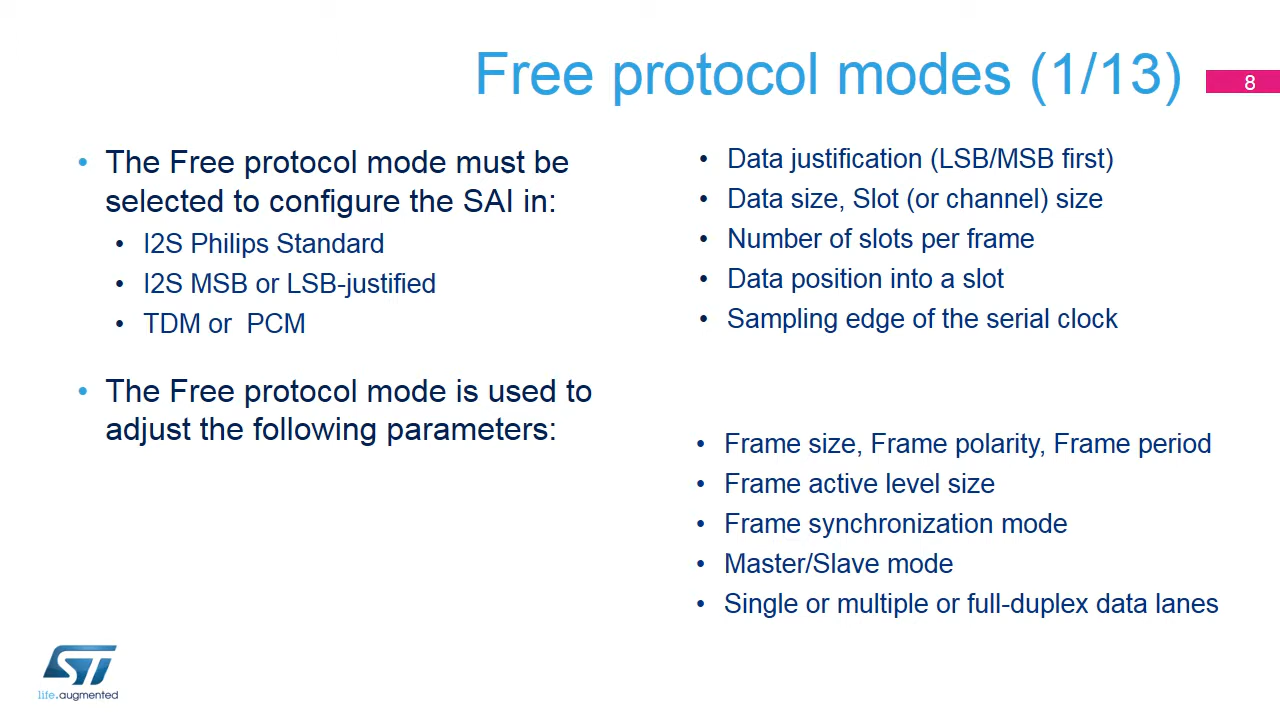 Free protocol modes (1/13)
8
• The Free protocol mode must be
selected to configure the SAI in:
• I2S Philips Standard
• I2S MSB or LSB-justified
• TDM or  PCM
• The Free protocol mode is used to
adjust the following parameters:
• Data justification (LSB/MSB first)
• Data size, Slot (or channel) size
• Number of slots per frame
• Data position into a slot
• Sampling edge of the serial clock
• Frame size, Frame polarity, Frame period
• Frame active level size
• Frame synchronization mode
• Master/Slave mode
• Single or multiple or full-duplex data lanes
ST
life.augmented